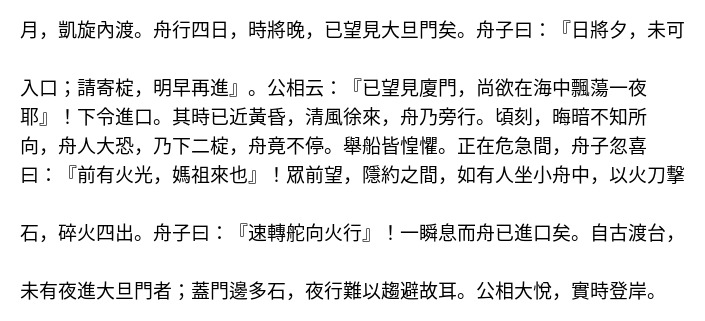 月，凱旋內渡。舟行四日，時將晚，已望見大旦門矣。舟子曰：『日將夕，未可
入口；請寄椗，明早再進』。公相云：『已望見廈門，尚欲在海中飄蕩一夜
耶』！下令進口。其時已近黃昏，清風徐來，舟乃旁行。頃刻，晦暗不知所
向，舟人大恐，乃下二椗，舟竟不停。舉船皆惶懼。正在危急間，舟子忽喜
曰：『前有火光，媽祖來也』！眾前望，隱約之間，如有人坐小舟中，以火刀擊
石，碎火四出。舟子曰：『速轉舵向火行』！一瞬息而舟已進口矣。自古渡台，
未有夜進大旦門者；蓋門邊多石，夜行難以趨避故耳。公相大悅，實時登岸。